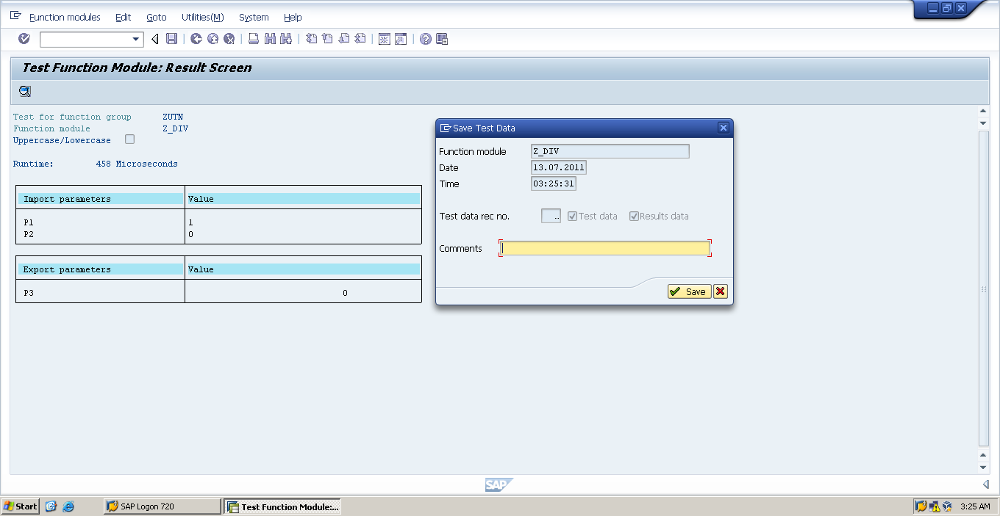 Function modules Edit Goto Utilities(M) System Help
Test Function Module: Result Screen
Test for function group ZUTN
Function module Z_DIV
Uppercase/Lowercase
Runtime: 458 Microseconds
Import parameters Value
P1 1
P2 0
Export parameters Value
P3 0
Save Test Data
Function module Z_DIV
Date 13.07.2011
Time 03:25:31
Test data rec no. … Test data Results data
Comments
Save
SAP
Start SAP Logon 720 Test Function Module:... 3:25 AM